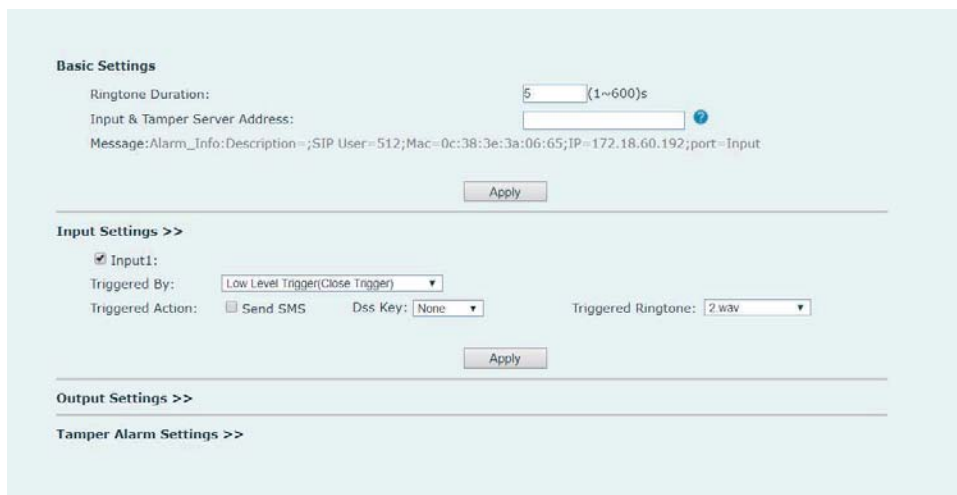 Basic Settings
Ringtone Duration: 5 (1~600)s
Input & Tamper Server Address: ?
Message:Alarm_Info:Description=;SIP User=512;Mac=0c:38:3e:3a:06:65;IP=172.18.60.192;port=Input
Apply
Input Settings >>
Input1:
Triggered By: Low Level Trigger(Close Trigger)
Triggered Action: Send SMS Dss Key: None Triggered Ringtone: 2.wav
Apply
Output Settings >>
Tamper Alarm Settings >>